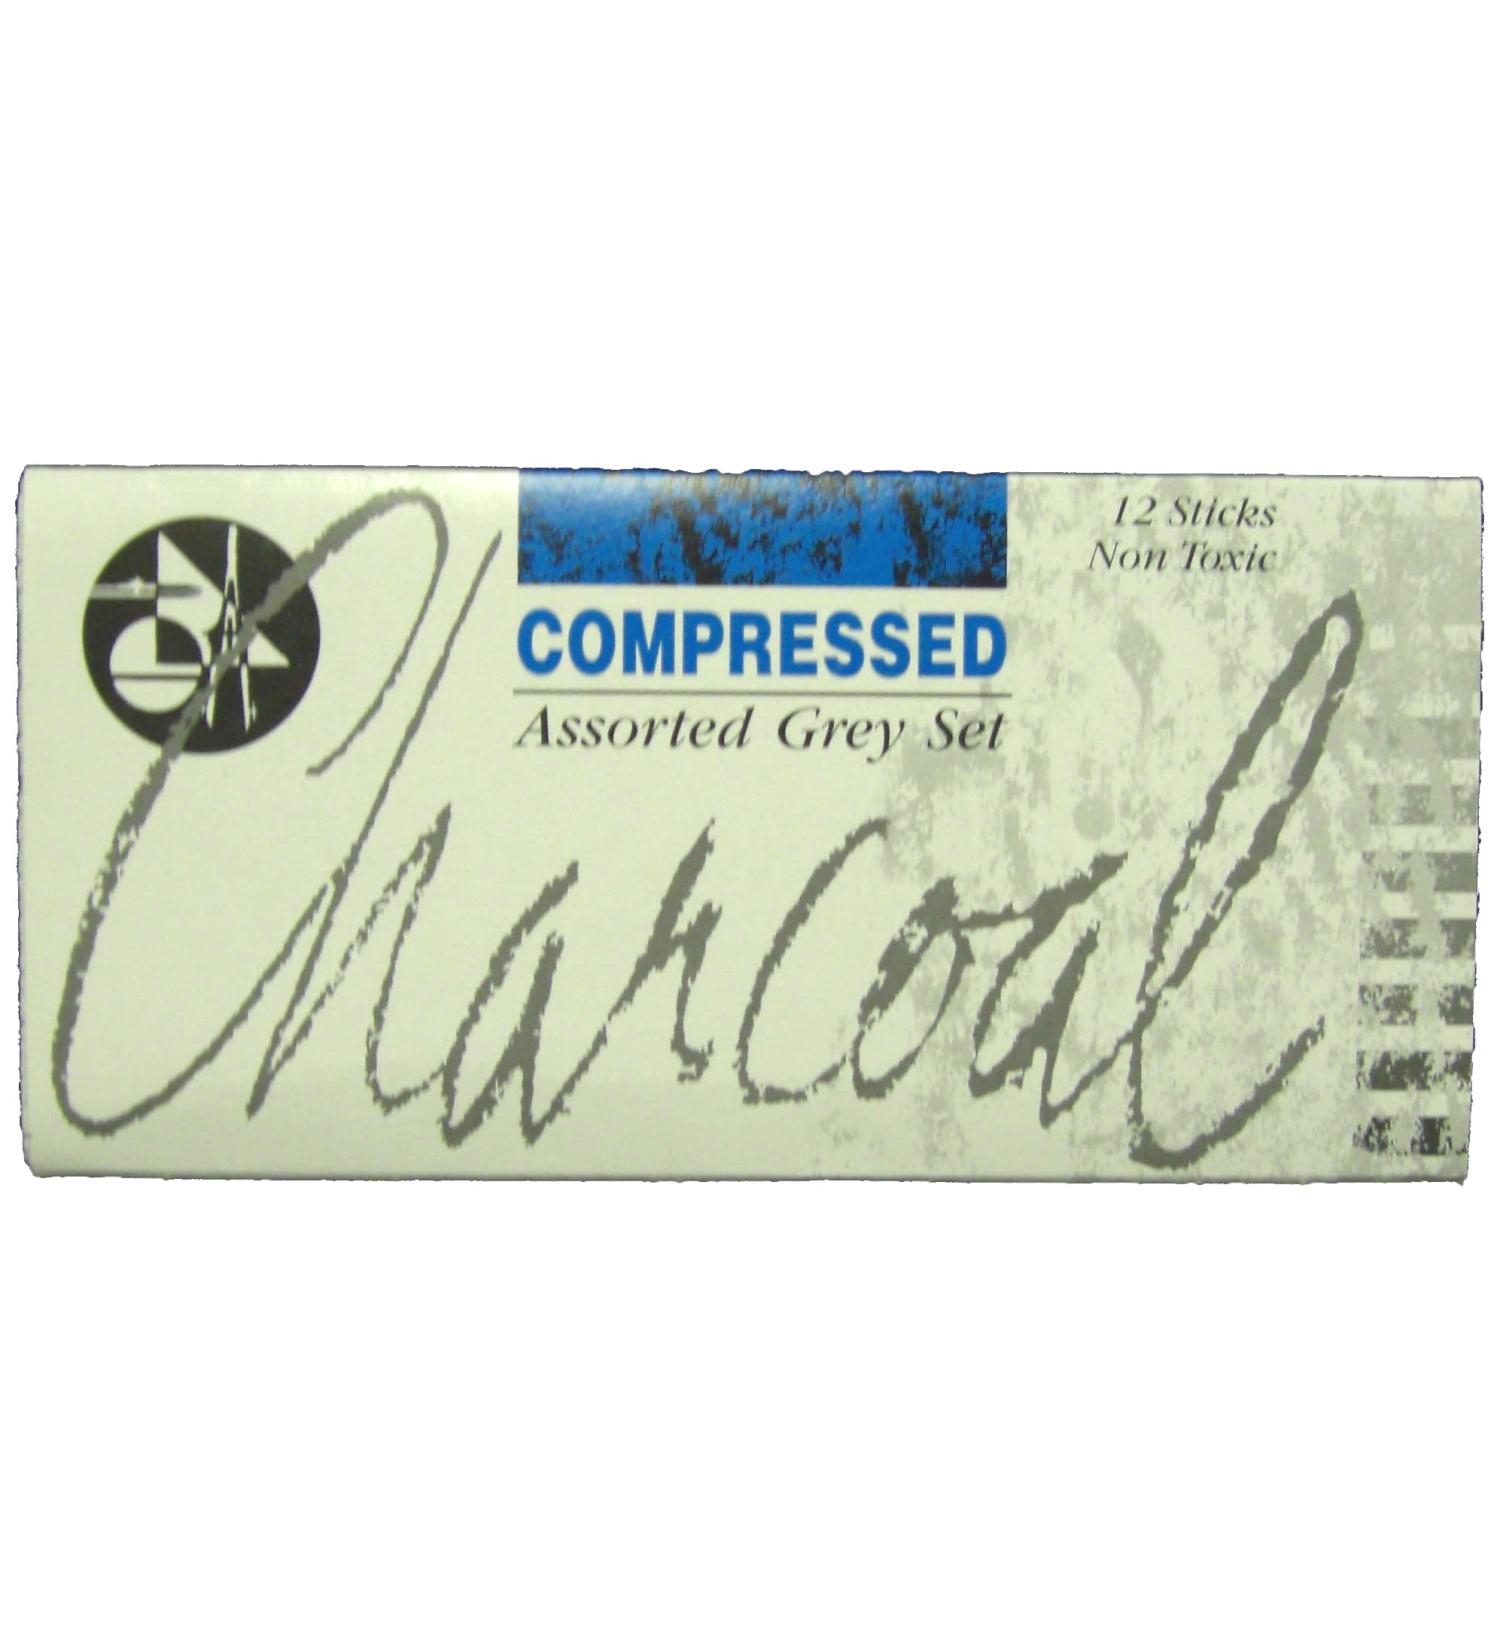 12 Sticks
Non Toxic
COMPRESSED
Assorted Grey Set
Charcoal